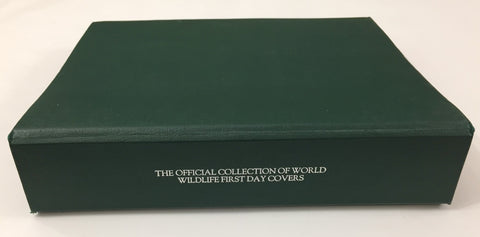 THE OFFICIAL COLLECTION OF WORLD
WILDLIFE FIRST DAY COVERS